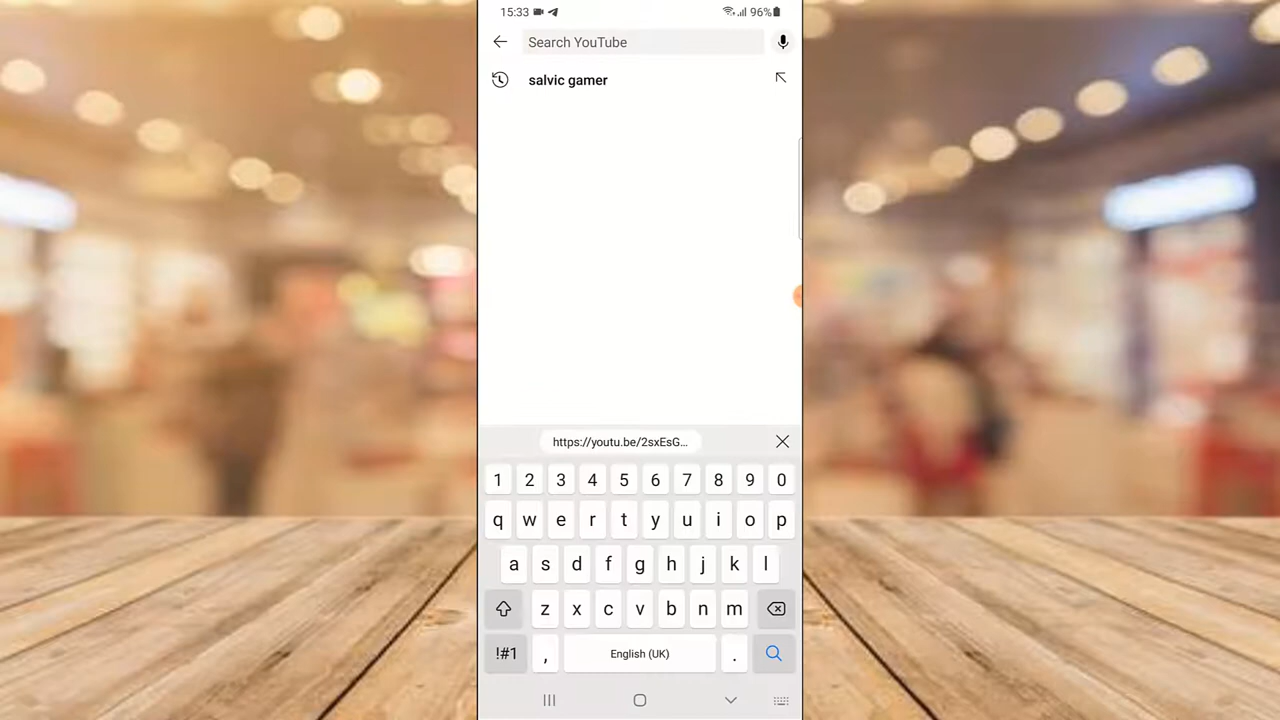 15:33 96%
Search YouTube
salvic gamer
https://youtu.be/2sxEsG...
1 2 3 4 5 6 7 8 9 0
q w e r t y u i o p
a s d f g h j k l
z x c v b n m
!#1 , English (UK) .